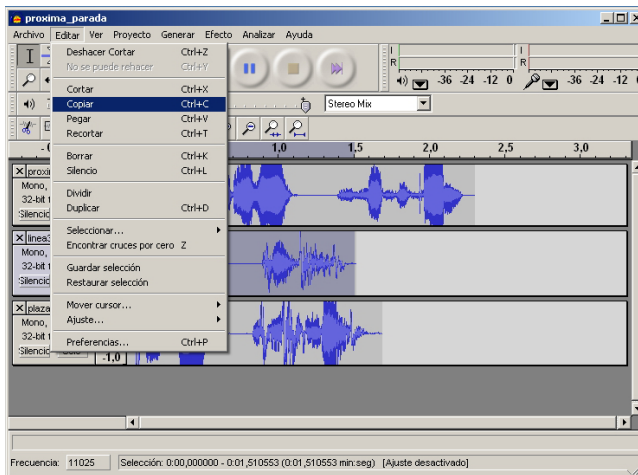 proxima_parada
Archivo Editar Ver Proyecto Generar Efecto Analizar Ayuda
Deshacer Cortar Ctrl+Z
No se puede rehacer Ctrl+Y
Cortar Ctrl+X
Copiar Ctrl+C
Pegar Ctrl+V
Recortar Ctrl+T
Borrar Ctrl+K
Silencio Ctrl+L
Dividir
Duplicar Ctrl+D
Seleccionar...
Encontrar cruces por cero Z
Guardar selección
Restaurar selección
Mover cursor...
Ajuste...
Preferencias... Ctrl+P
L
R
-36 -24 -12 0
L
R
-36 -24 -12
Stereo Mix
1,0 1,5 2,0 2,5 3,0
X proxi
Mono,
32-bit
Silencio
X linea3
Mono,
32-bit
Silencio
X plaza
Mono,
32-bit
Silencio
-1,0
Frecuencia: 11025 Selección: 0:00,000000 - 0:01,510553 (0:01,510553 min:seg) [Ajuste desactivado]